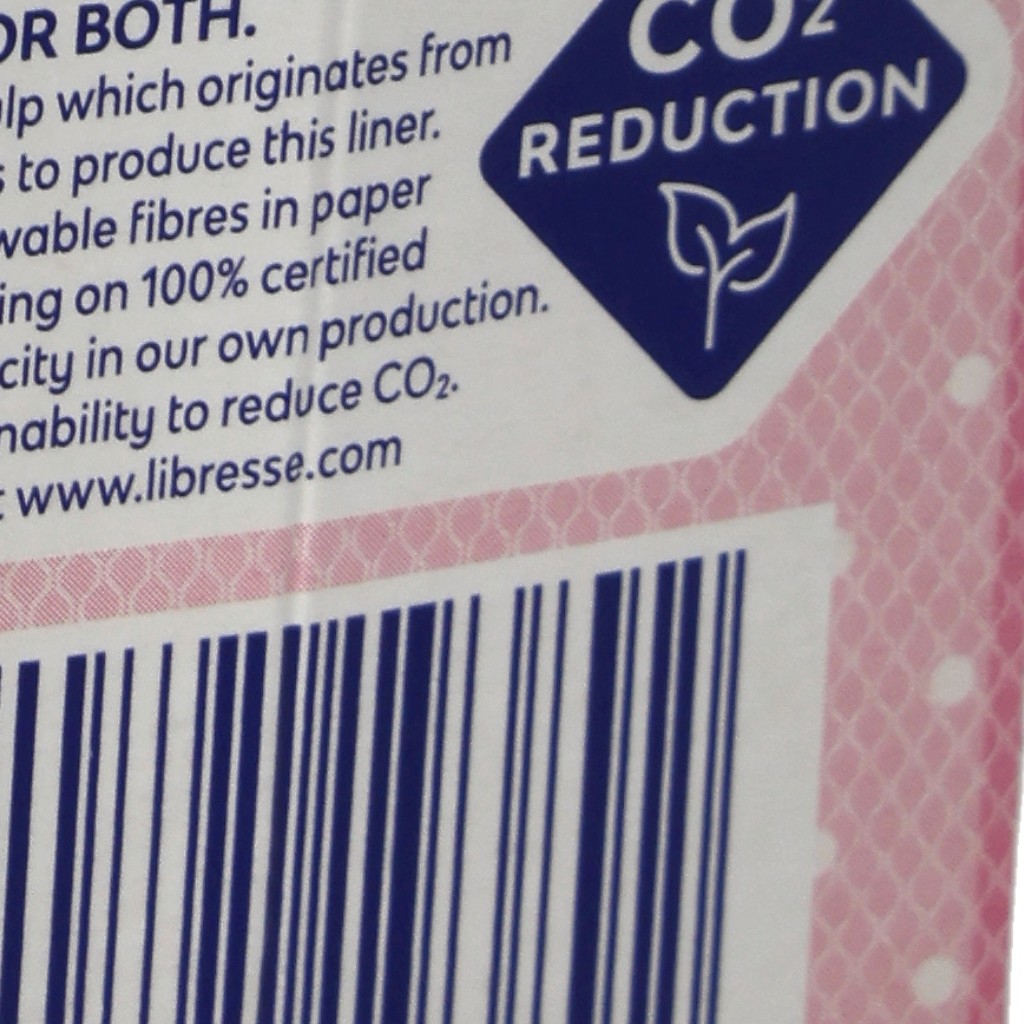 OR BOTH.
ulp which originates from
s to produce this liner.
wable fibres in paper
ing on 100% certified
city in our own production.
nability to reduce CO₂.
www.libresse.com
CO₂
REDUCTION